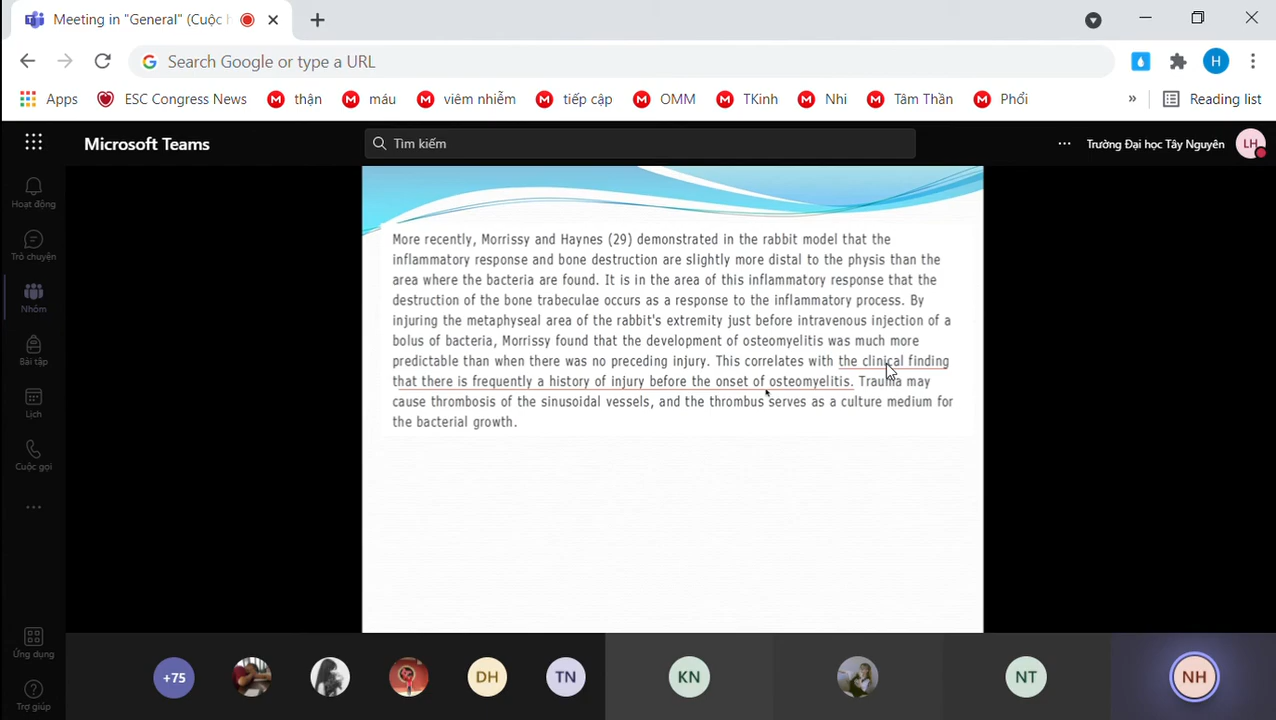 Meeting in "General" (Cuộc h
Search Google or type a URL
H
Apps
ESC Congress News
thận
máu
viêm nhiễm
tiếp cập
OMM
TKinh
Nhi
Tâm Thần
Phổi
»
Reading list
Microsoft Teams
Tìm kiếm
Trường Đại học Tây Nguyên
LH
Hoạt động
Trò chuyện
Nhóm
Bài tập
Lịch
Cuộc gọi
Ứng dụng
Trợ giúp
More recently, Morrissy and Haynes (29) demonstrated in the rabbit model that the
inflammatory response and bone destruction are slightly more distal to the physis than the
area where the bacteria are found. It is in the area of this inflammatory response that the
destruction of the bone trabeculae occurs as a response to the inflammatory process. By
injuring the metaphyseal area of the rabbit's extremity just before intravenous injection of a
bolus of bacteria, Morrissy found that the development of osteomyelitis was much more
predictable than when there was no preceding injury. This correlates with the clinical finding
that there is frequently a history of injury before the onset of osteomyelitis. Trauma may
cause thrombosis of the sinusoidal vessels, and the thrombus serves as a culture medium for
the bacterial growth.
+75
DH
TN
KN
NT
NH